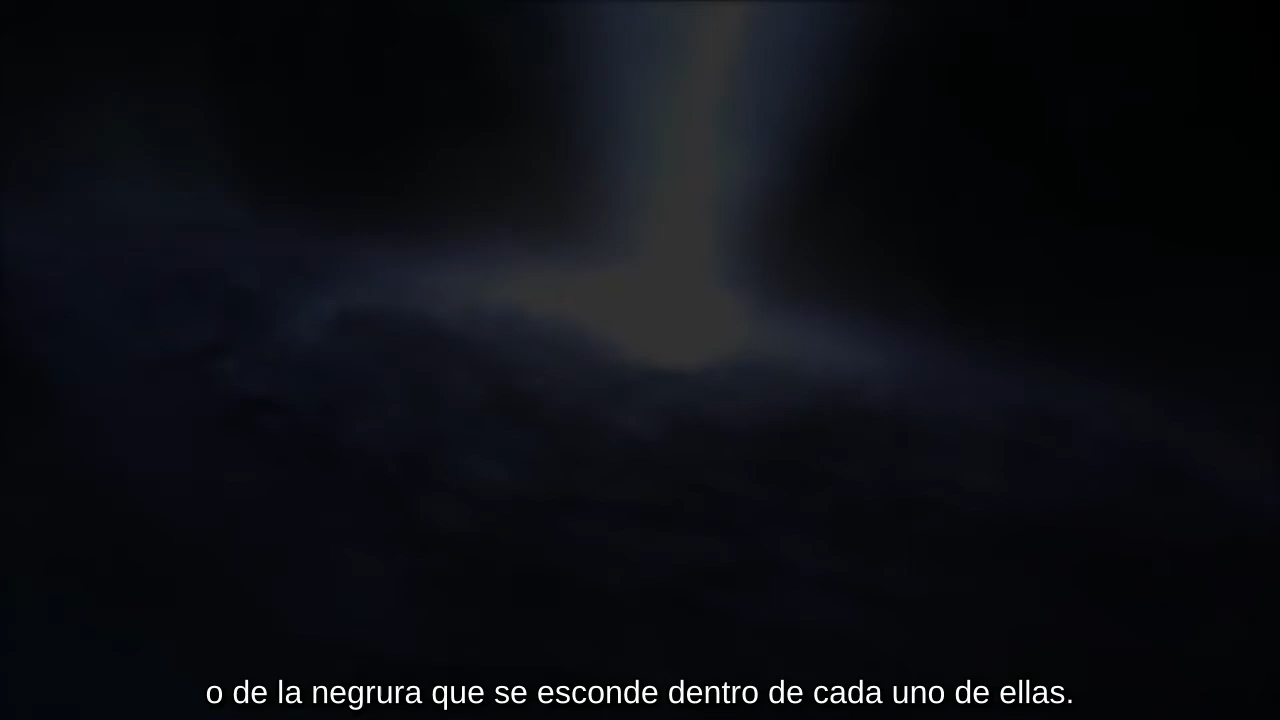 o de la negrura que se esconde dentro de cada uno de ellas.